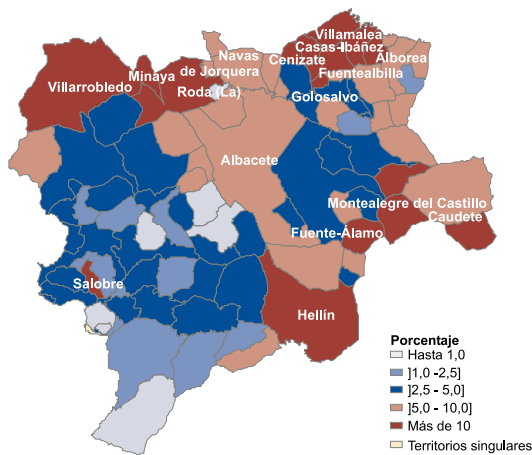 Villamalea
Navas
de Jorquera
Cenizate
Casas-Ibáñez
Alborea
Villarrobledo
Minaya
Fuentealbilla
Roda (La)
Golosalvo
Albacete
Montealegre del Castillo
Caudete
Fuente-Álamo
Salobre
Hellín
Porcentaje
Hasta 1,0
]1,0 -2,5]
]2,5 - 5,0]
]5,0 - 10,0]
Más de 10
Territorios singulares